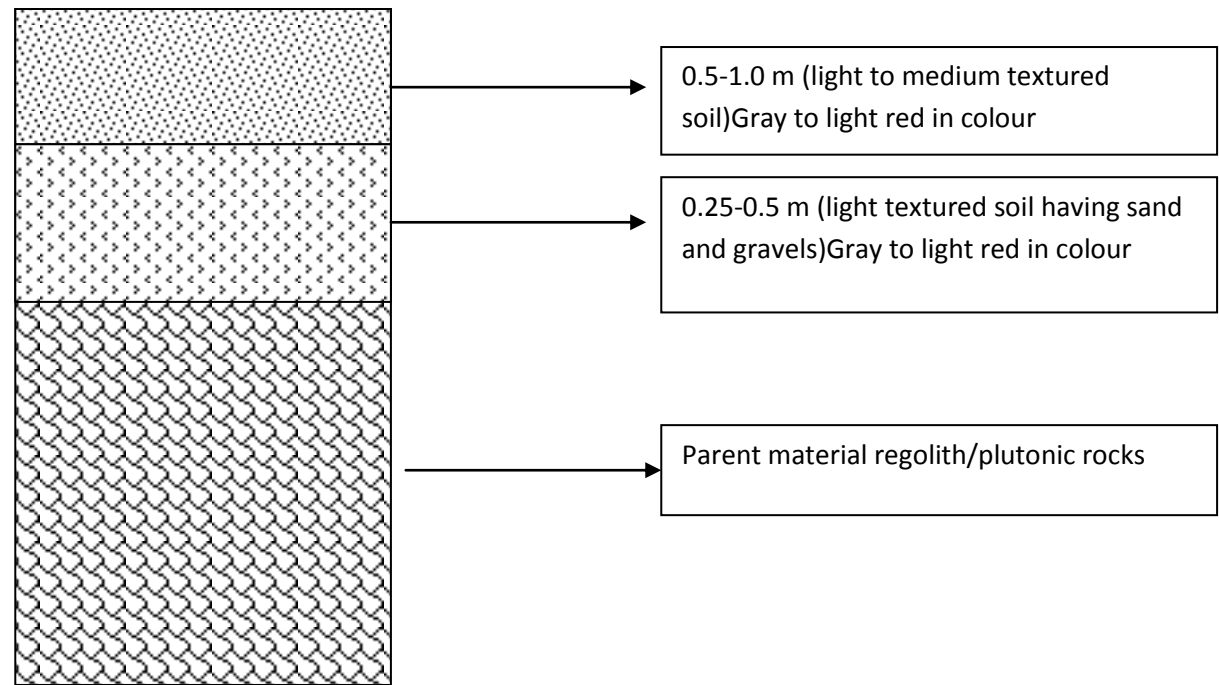 0.5-1.0 m (light to medium textured
soil)Gray to light red in colour
0.25-0.5 m (light textured soil having sand
and gravels)Gray to light red in colour
Parent material regolith/plutonic rocks